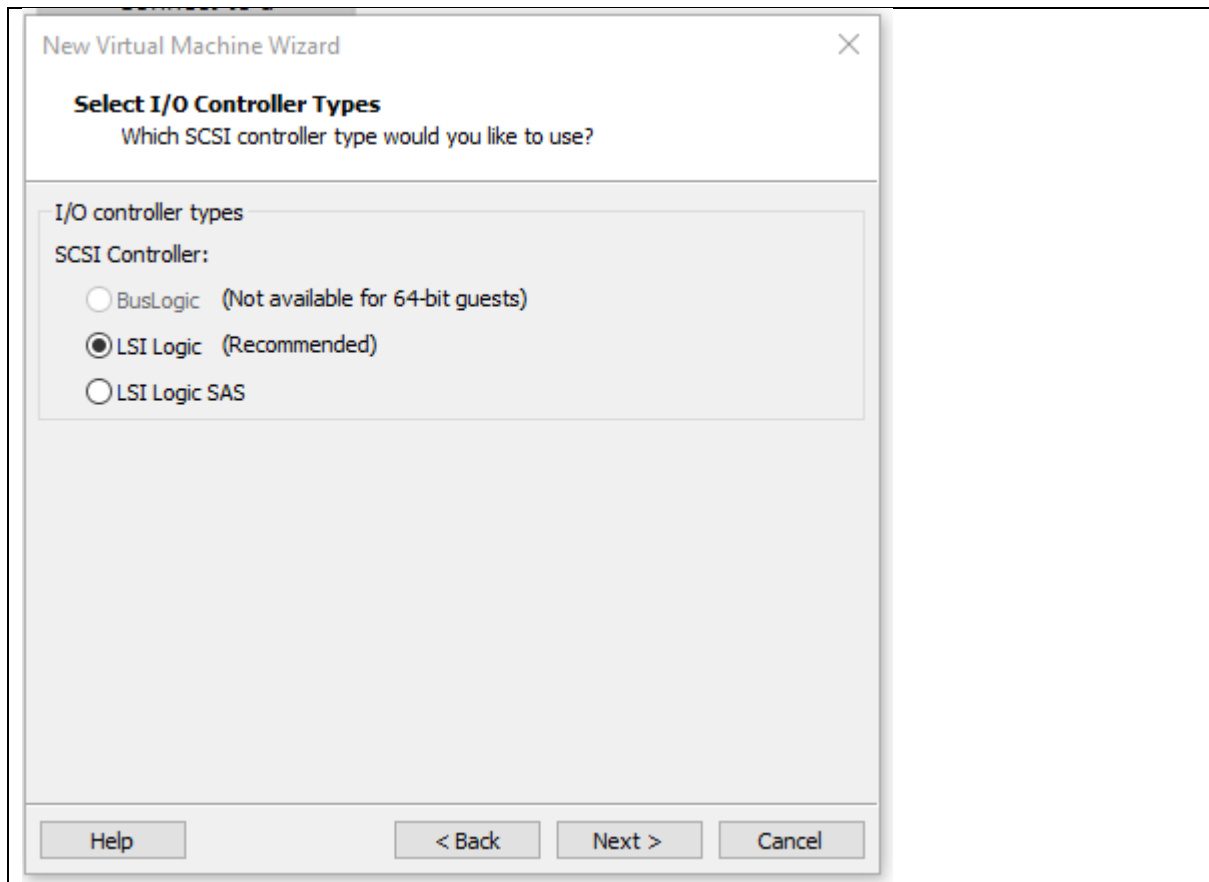 New Virtual Machine Wizard
Select I/O Controller Types
Which SCSI controller type would you like to use?
I/O controller types
SCSI Controller:
BusLogic (Not available for 64-bit guests)
LSI Logic (Recommended)
LSI Logic SAS
Help < Back Next > Cancel